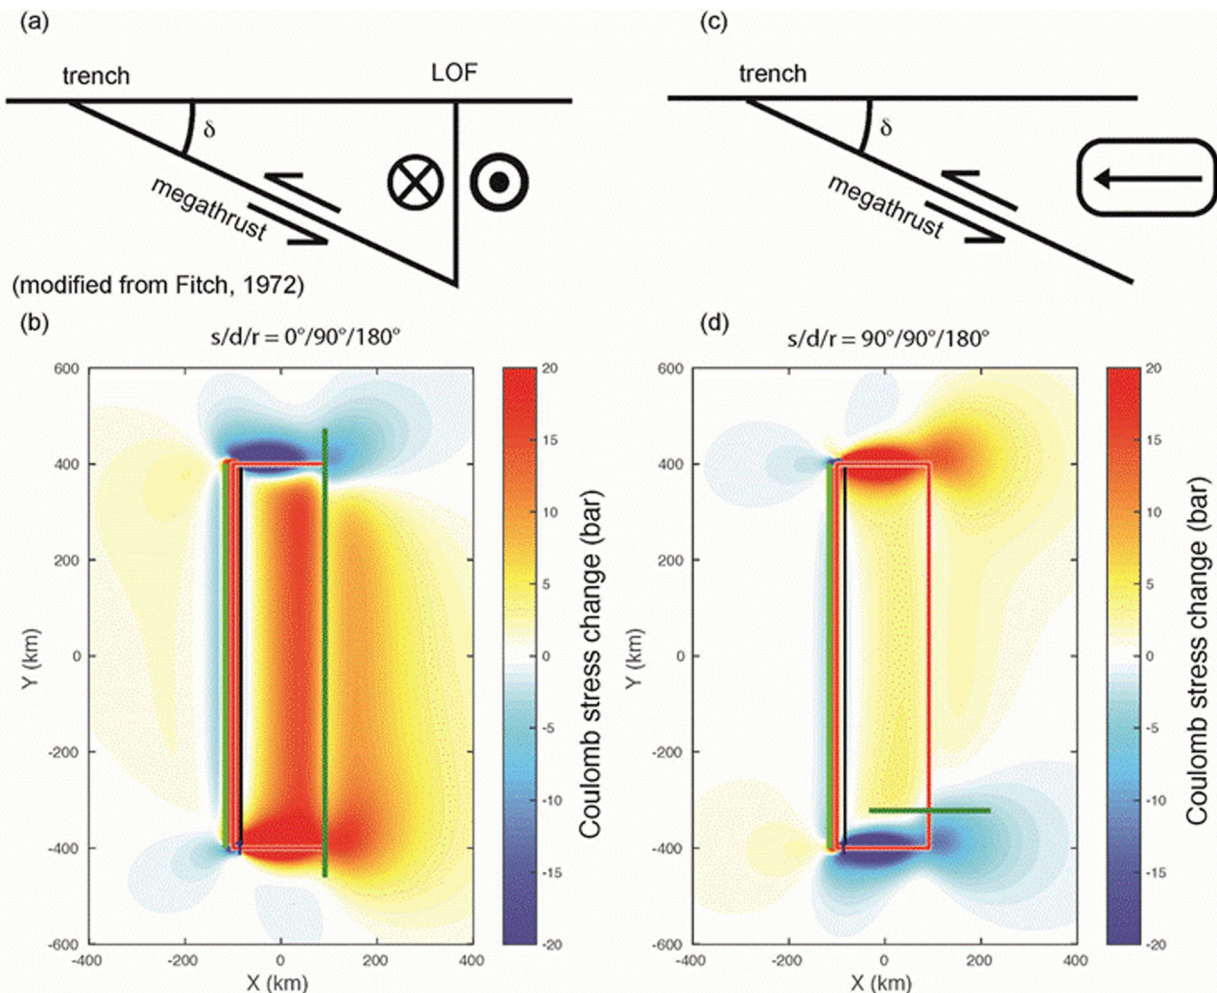 (a)
trench
LOF
δ
megathrust
(modified from Fitch, 1972)
(c)
trench
δ
megathrust
(b)
s/d/r = 0°/90°/180°
600
400
200
0
-200
-400
-600
Y (km)
-400
-200
0
200
400
X (km)
20
15
10
5
0
-5
-10
-15
-20
Coulomb stress change (bar)
(d)
s/d/r = 90°/90°/180°
600
400
200
0
-200
-400
-600
Y (km)
-400
-200
0
200
400
X (km)
20
15
10
5
0
-5
-10
-15
-20
Coulomb stress change (bar)